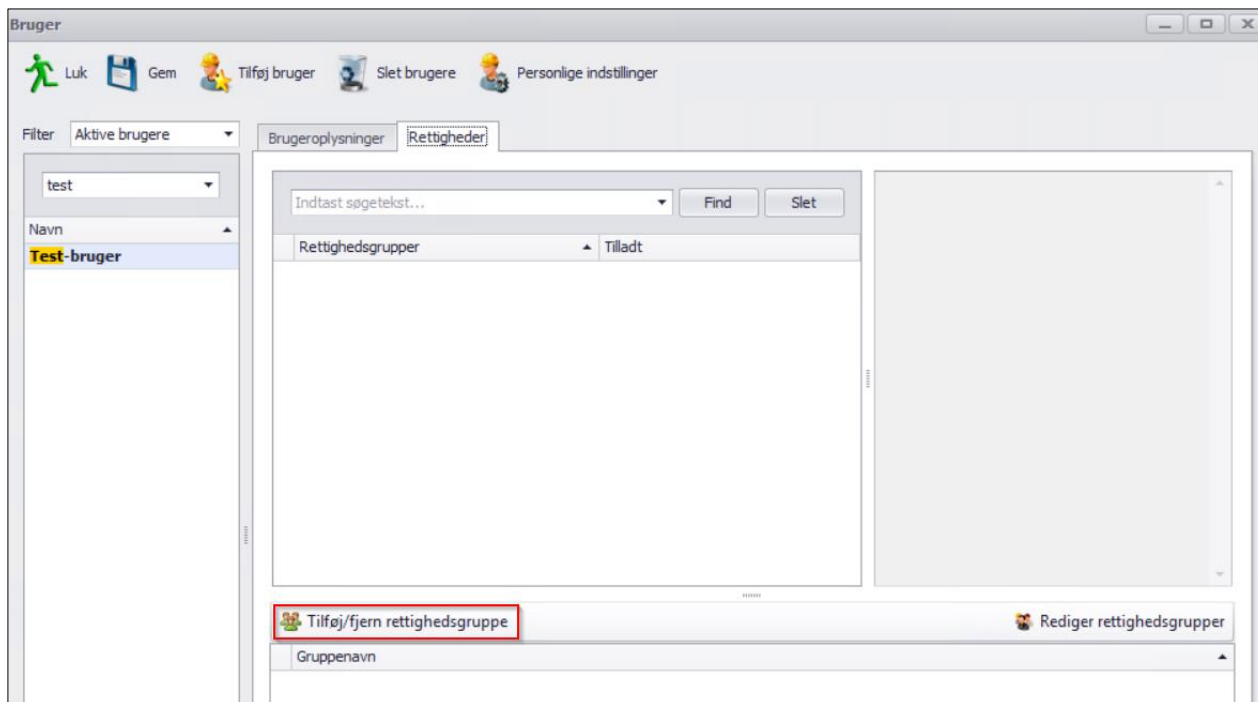 Bruger
Luk Gem Tilføj bruger Slet brugere Personlige indstillinger
Filter Aktive brugere
Brugeroplysninger Rettigheder
test
Indtast søgetekst... Find Slet
Navn
Rettighedsgrupper Tilladt
Test-bruger
Tilføj/fjern rettighedsgruppe Rediger rettighedsgrupper
Gruppenavn